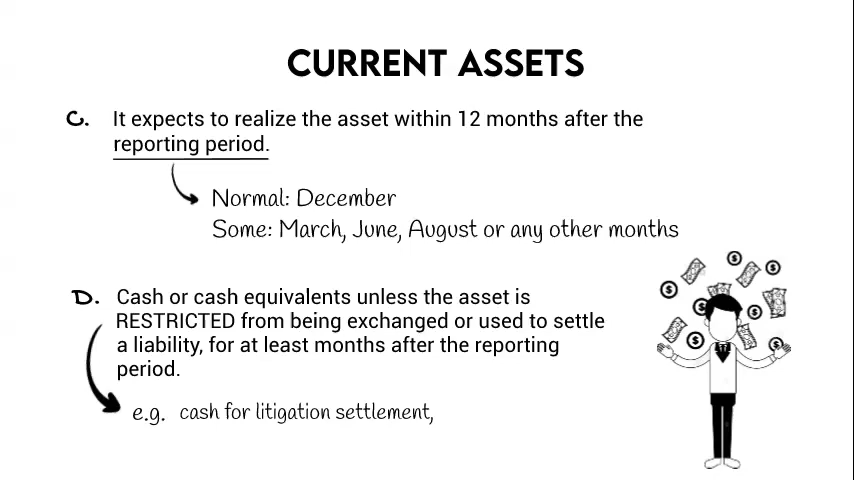 CURRENT ASSETS
C. It expects to realize the asset within 12 months after the
reporting period.
Normal: December
Some: March, June, August or any other months
D. Cash or cash equivalents unless the asset is
RESTRICTED from being exchanged or used to settle
a liability, for at least months after the reporting
period.
e.g. cash for litigation settlement,